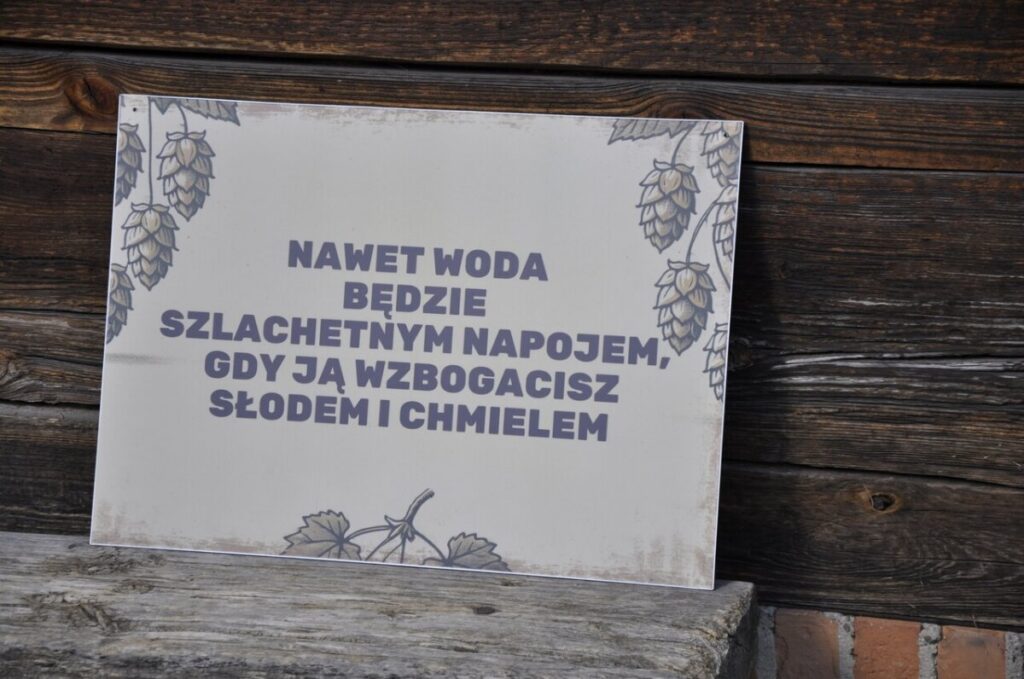 NAWET WODA
BĘDZIE
SZLACHETNYM NAPOJEM,
GDY JĄ WZBOGACISZ
SŁODEM I CHMIELEM